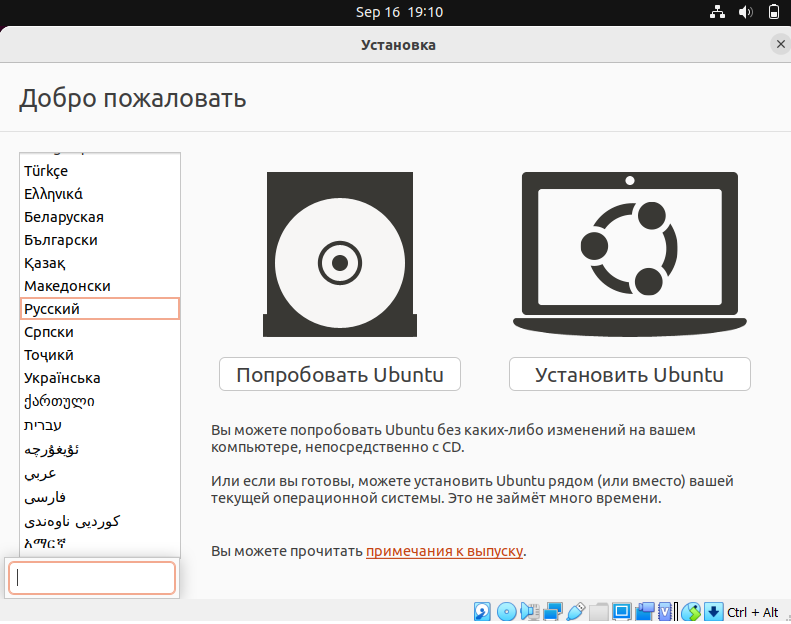 Sep 16 19:10
Установка
Добро пожаловать
Türkçe
Ελληνικά
Беларуская
Български
Қазақ
Македонски
Русский
Српски
Тоҷикӣ
Українська
ქართული
עברית
ئۇيغۇرچە
عربي
فارسی
كوردیی ناوەندی
አማርኛ
Попробовать Ubuntu
Установить Ubuntu
Вы можете попробовать Ubuntu без каких-либо изменений на вашем
компьютере, непосредственно с CD.
Или если вы готовы, можете установить Ubuntu рядом (или вместо) вашей
текущей операционной системы. Это не займёт много времени.
Вы можете прочитать примечания к выпуску.
Ctrl + Alt